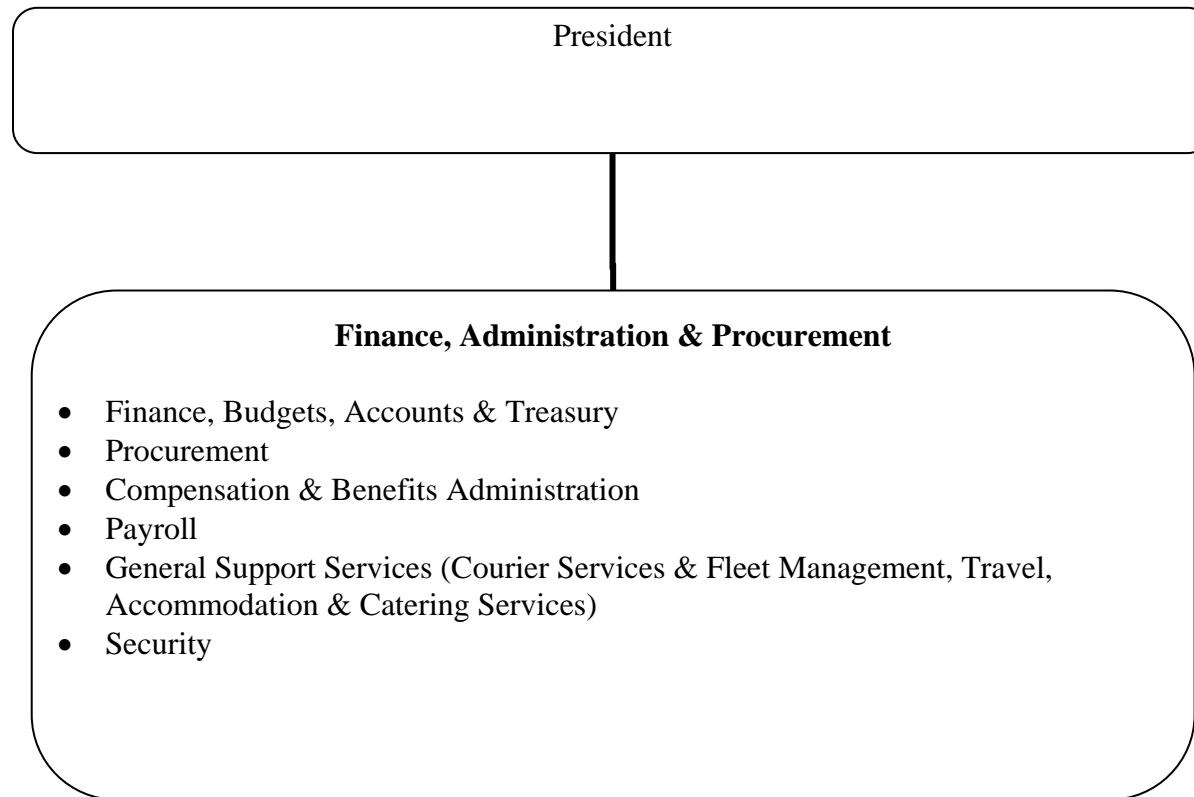 President
Finance, Administration & Procurement
• Finance, Budgets, Accounts & Treasury
• Procurement
• Compensation & Benefits Administration
• Payroll
• General Support Services (Courier Services & Fleet Management, Travel,
Accommodation & Catering Services)
• Security